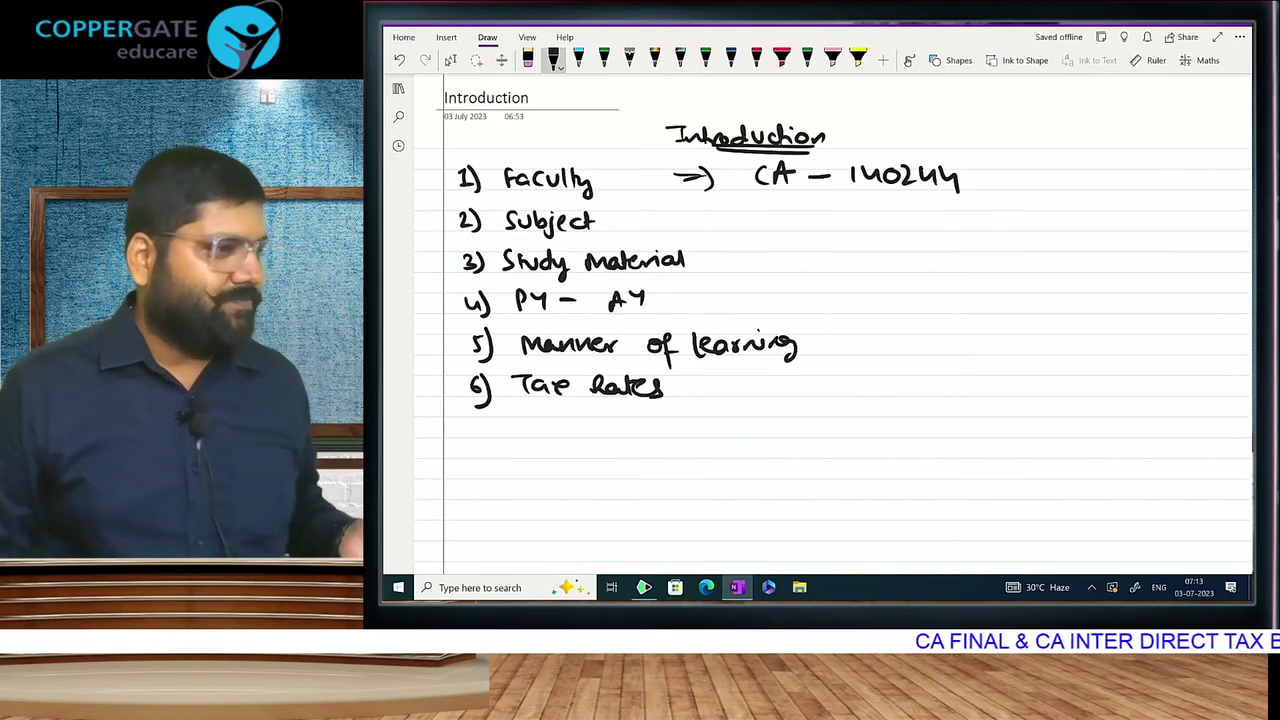 COPPERGATE
educare
Home Insert Draw View Help
Saved offline Share
Shapes Ink to Shape Ink to Text Ruler Maths
Introduction
03 July 2023 06:53
Introduction
1) Faculty => CA - 140244
2) Subject
3) Study Material
4) PY - AY
5) Manner of learning
6) Tax Rates
Type here to search
30°C Haze
ENG
07:13
03-07-2023
CA FINAL & CA INTER DIRECT TAX B